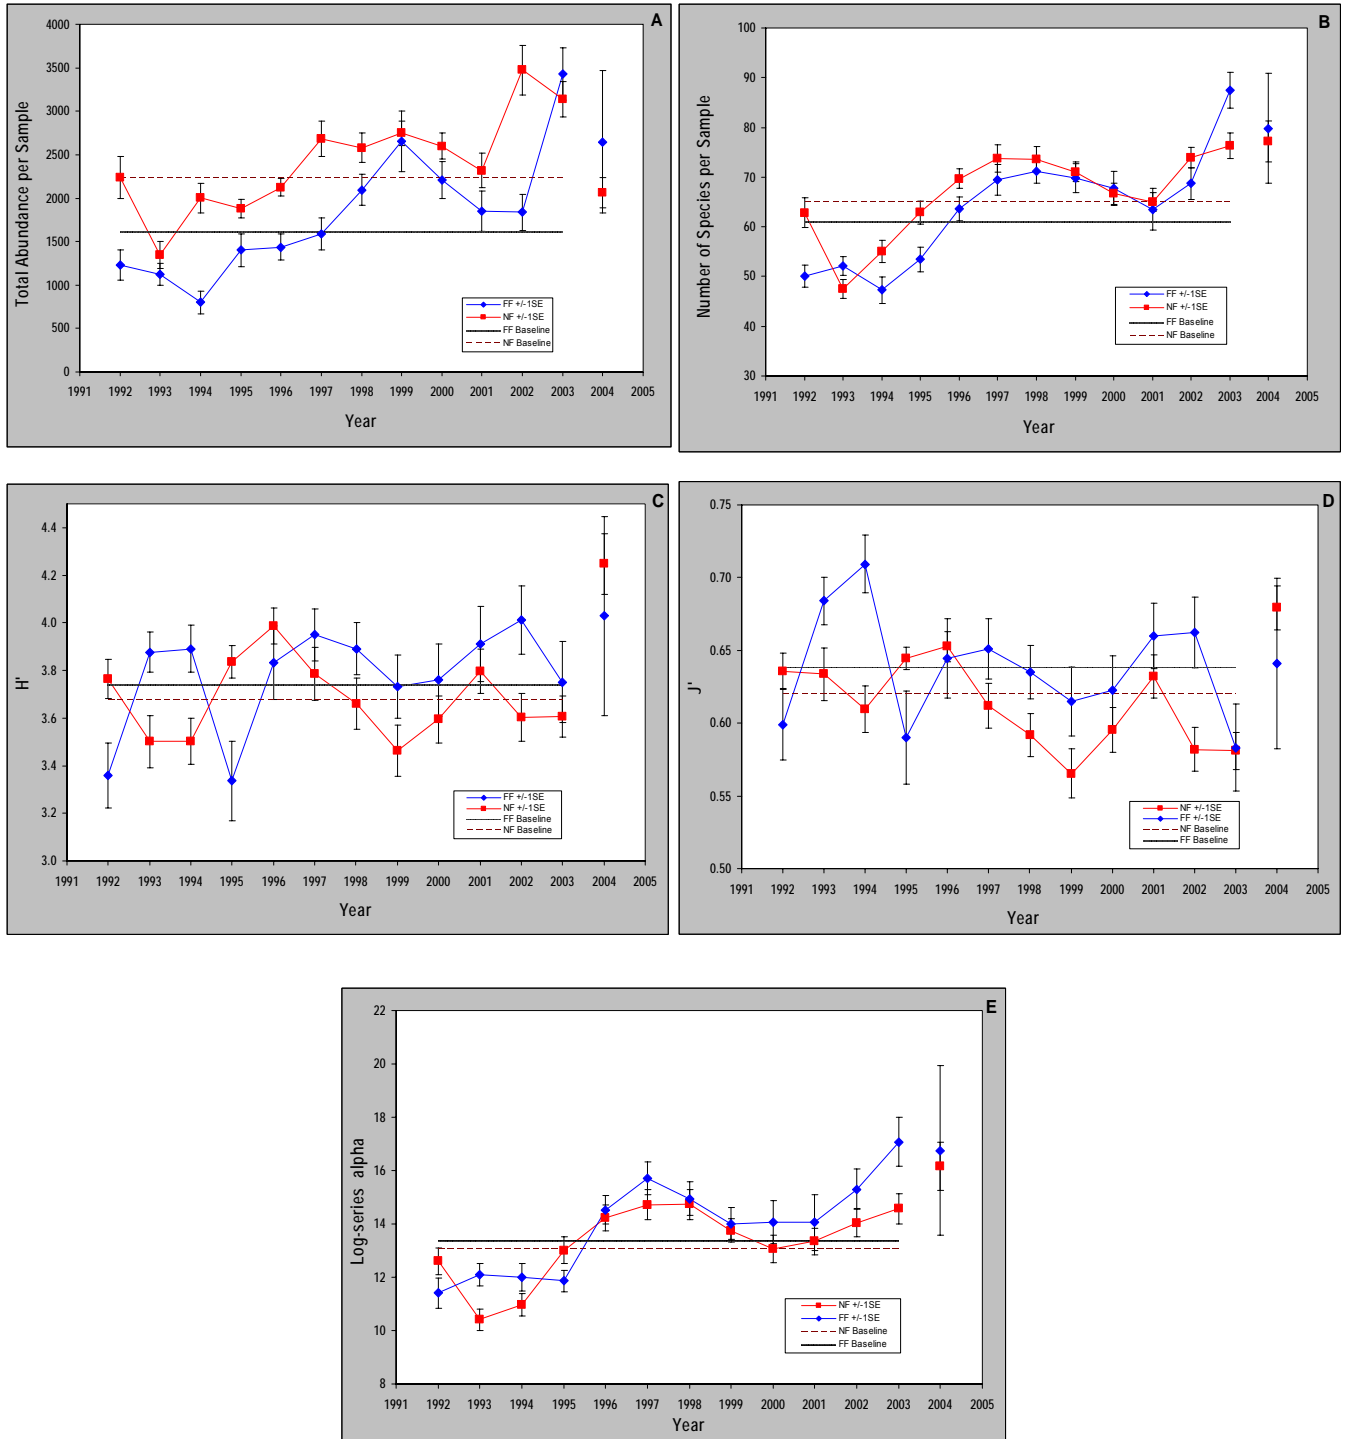 A
Total Abundance per Sample
4000
3500
3000
2500
2000
1500
1000
500
0
FF +/-1SE
NF +/-1SE
FF Baseline
NF Baseline
1991 1992 1993 1994 1995 1996 1997 1998 1999 2000 2001 2002 2003 2004 2005
Year
B
Number of Species per Sample
100
90
80
70
60
50
40
30
FF +/-1SE
NF +/-1SE
FF Baseline
NF Baseline
1991 1992 1993 1994 1995 1996 1997 1998 1999 2000 2001 2002 2003 2004 2005
Year
C
H'
4.4
4.2
4.0
3.8
3.6
3.4
3.2
3.0
FF +/-1SE
NF +/-1SE
FF Baseline
NF Baseline
1991 1992 1993 1994 1995 1996 1997 1998 1999 2000 2001 2002 2003 2004 2005
Year
D
J'
0.75
0.70
0.65
0.60
0.55
0.50
NF +/-1SE
FF +/-1SE
NF Baseline
FF Baseline
1991 1992 1993 1994 1995 1996 1997 1998 1999 2000 2001 2002 2003 2004 2005
Year
E
Log-series alpha
22
20
18
16
14
12
10
8
NF +/-1SE
FF +/-1SE
NF Baseline
FF Baseline
1991 1992 1993 1994 1995 1996 1997 1998 1999 2000 2001 2002 2003 2004 2005
Year